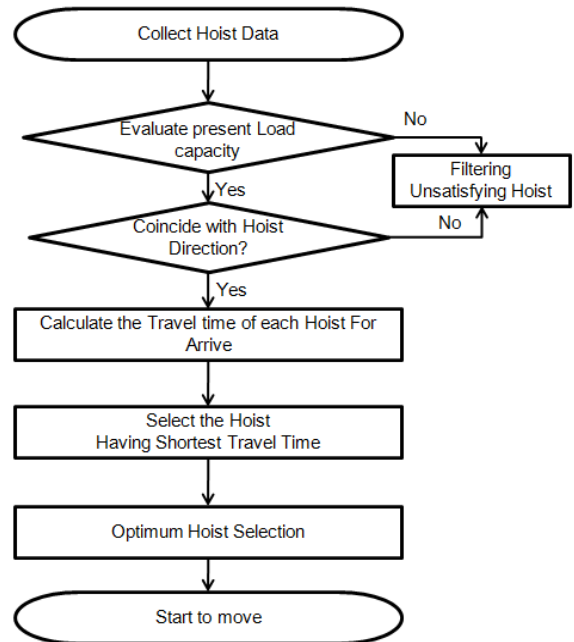 Collect Hoist Data
No
Evaluate present Load
capacity
Filtering
Unsatisfying Hoist
Yes
Coincide with Hoist
Direction?
No
Yes
Calculate the Travel time of each Hoist For
Arrive
Select the Hoist
Having Shortest Travel Time
Optimum Hoist Selection
Start to move